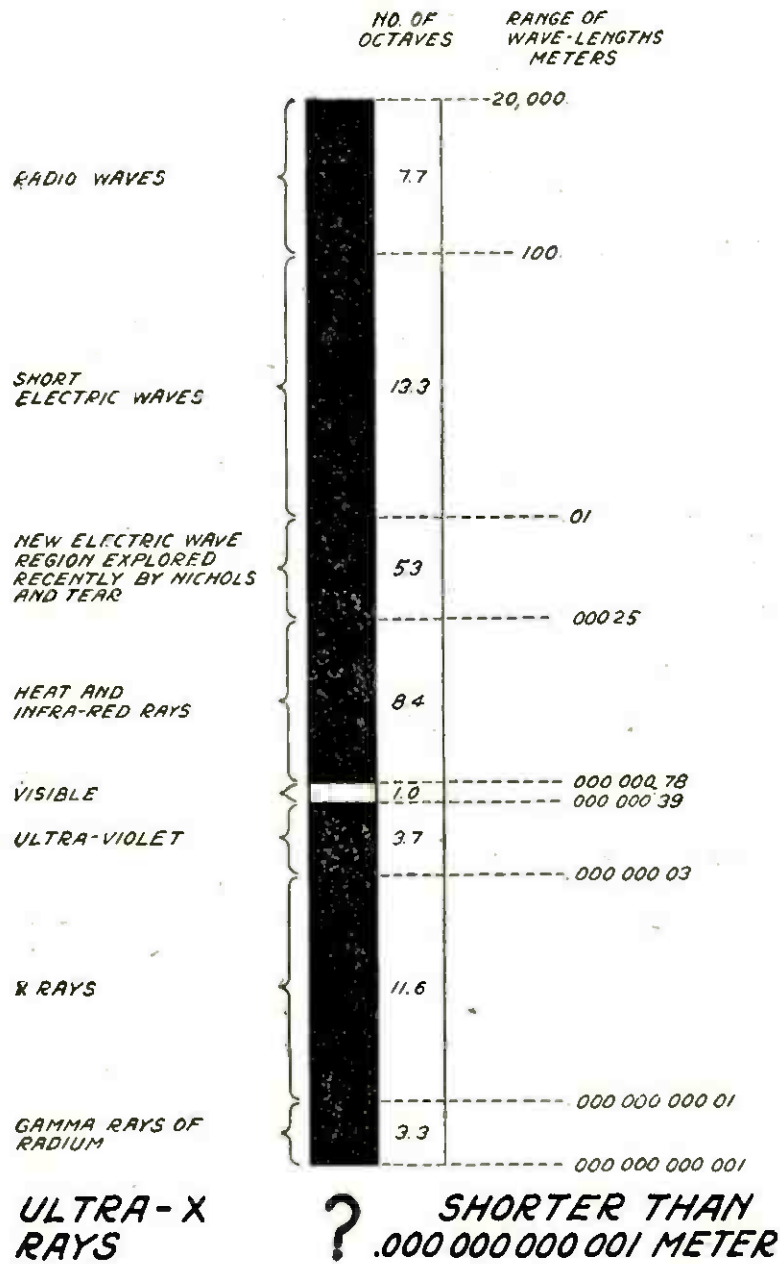 NO. OF
OCTAVES
RANGE OF
WAVE-LENGTHS
METERS
20,000.
RADIO WAVES
7.7
100.
SHORT
ELECTRIC WAVES
13.3
.01
NEW ELECTRIC WAVE
REGION EXPLORED
RECENTLY BY NICHOLS
AND TEAR
5.3
00025
HEAT AND
INFRA-RED RAYS
8.4
000 000 78
VISIBLE
1.0
000 000 39
ULTRA-VIOLET
3.7
.000 000 03
X RAYS
11.6
.000 000 000 01
GAMMA RAYS OF
RADIUM
3.3
000 000 000 001
ULTRA-X
RAYS
?
SHORTER THAN
.000 000 000 001 METER